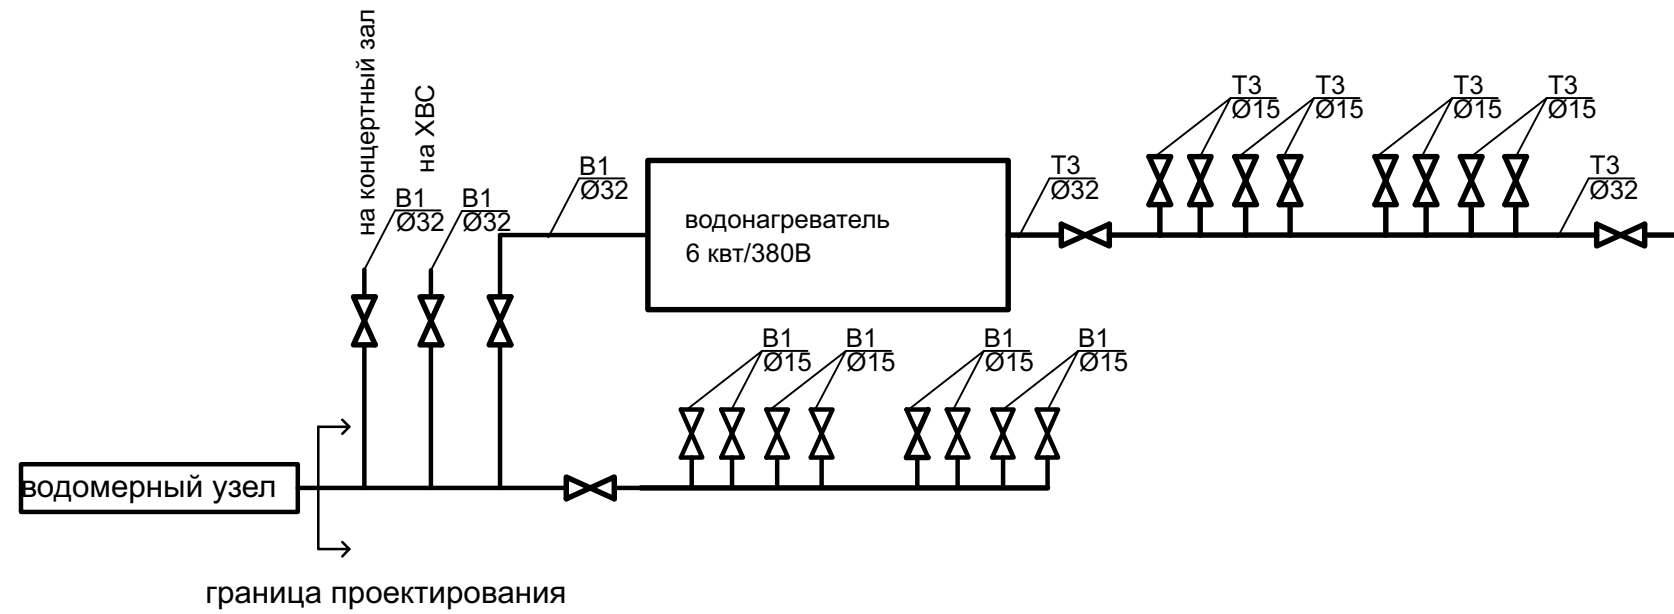 на концертный зал
на ХВС
В1
Ø32
В1
Ø32
В1
Ø32
водонагреватель
6 квт/380В
Т3
Ø32
Т3
Ø15
Т3
Ø15
Т3
Ø15
Т3
Ø15
Т3
Ø32
В1
Ø15
В1
Ø15
В1
Ø15
В1
Ø15
водомерный узел
граница проектирования